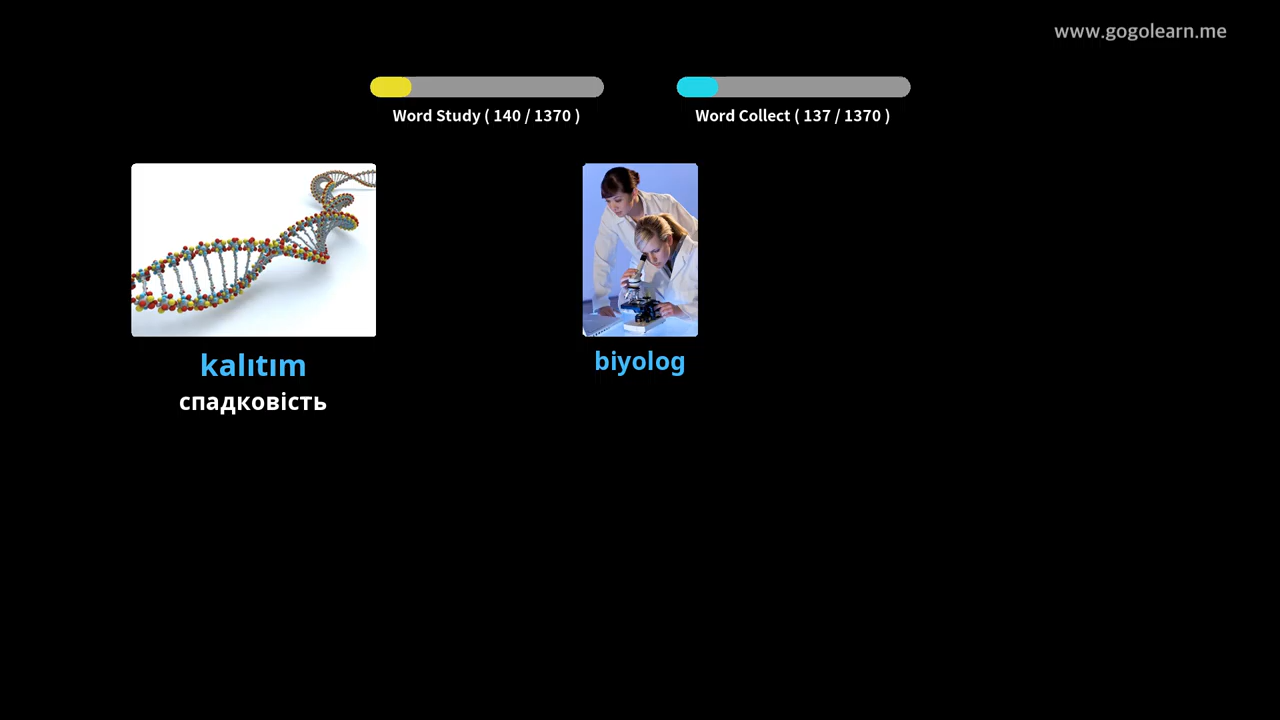 www.gogolearn.me
Word Study ( 140 / 1370 )
Word Collect ( 137 / 1370 )
kalıtım
спадковість
biyolog